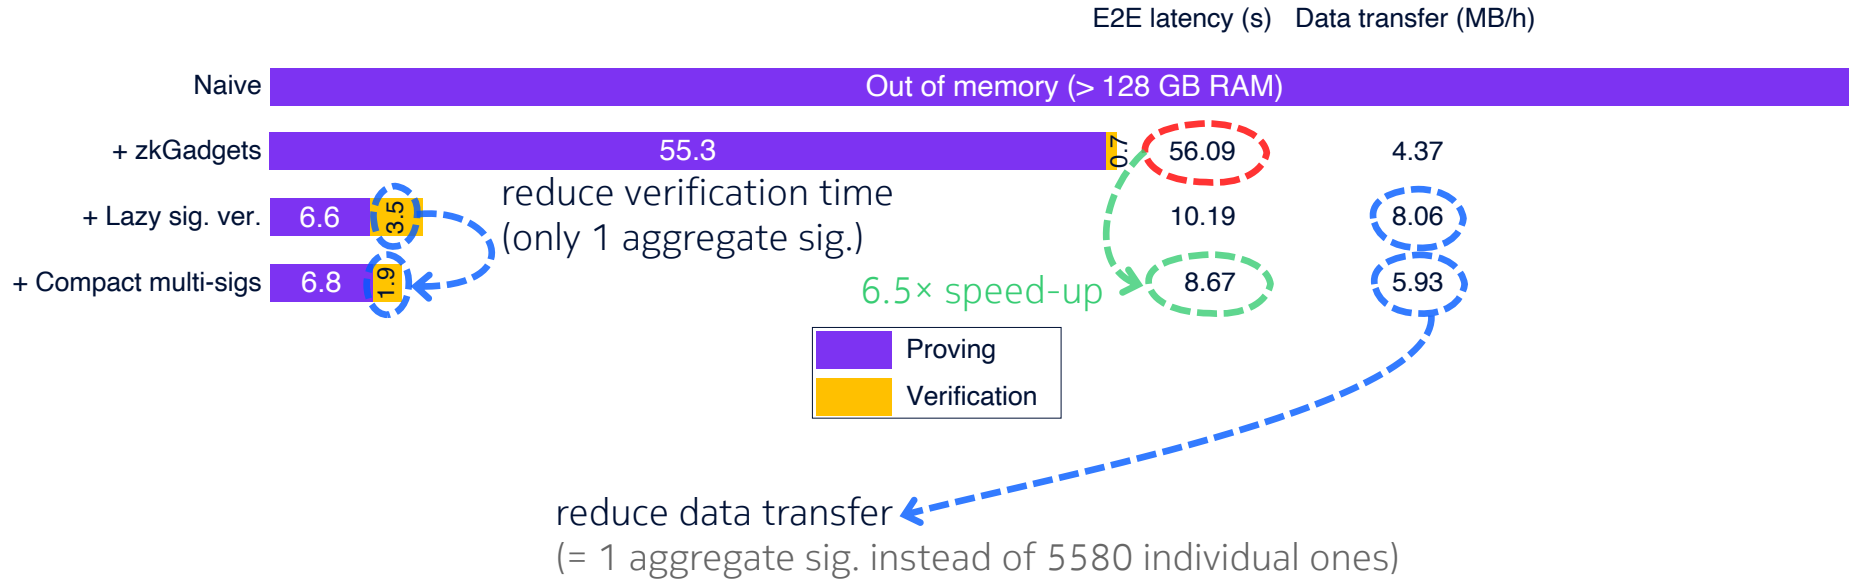 E2E latency (s) Data transfer (MB/h)
Naive Out of memory (> 128 GB RAM)
+ zkGadgets 55.3 0.7 56.09 4.37
reduce verification time
+ Lazy sig. ver. 6.6 3.5 10.19 8.06
(only 1 aggregate sig.)
+ Compact multi-sigs 6.8 1.9 8.67 5.93
6.5× speed-up
Proving
Verification
reduce data transfer
(= 1 aggregate sig. instead of 5580 individual ones)